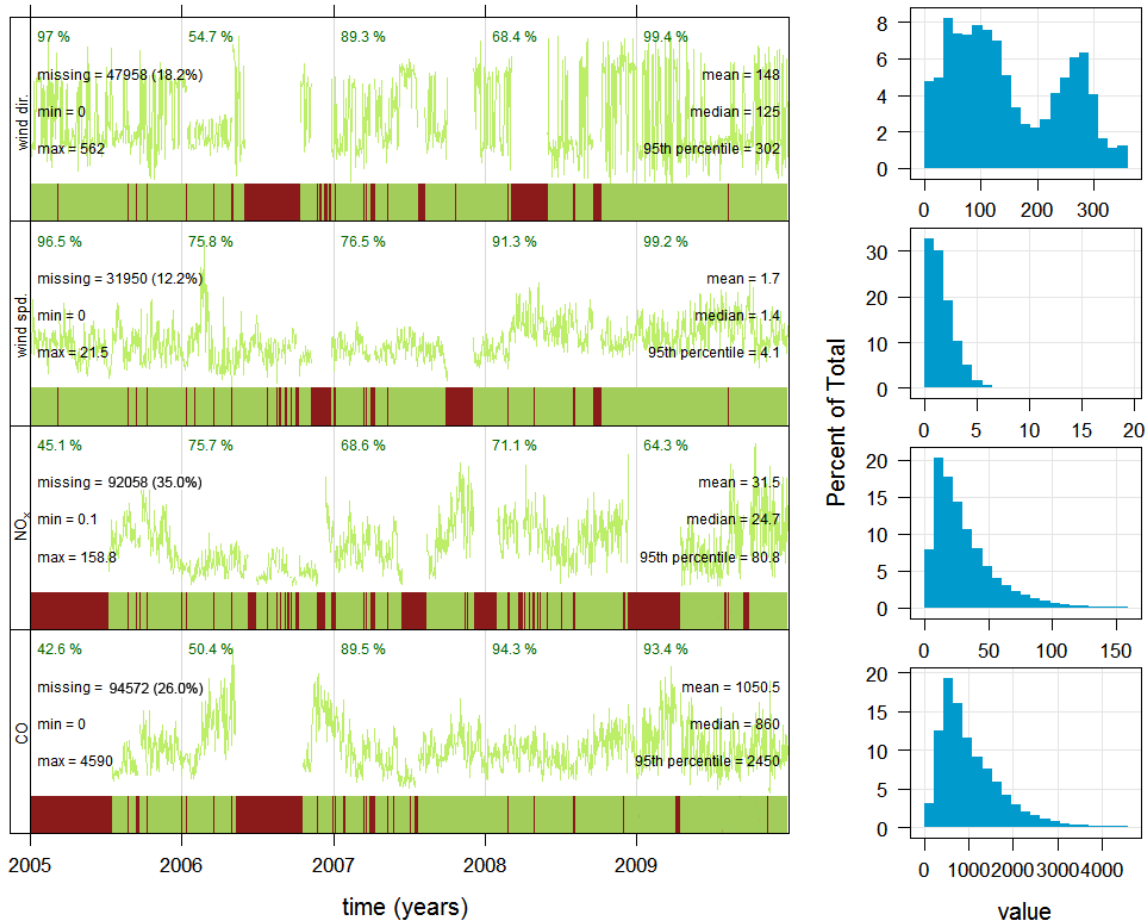 97 % 54.7 % 89.3 % 68.4 % 99.4 %
missing = 47958 (18.2%) mean = 148
min = 0 median = 125
max = 562 95th percentile = 302
wind dir.
96.5 % 75.8 % 76.5 % 91.3 % 99.2 %
missing = 31950 (12.2%) mean = 1.7
min = 0 median = 1.4
max = 21.5 95th percentile = 4.1
wind spd.
45.1 % 75.7 % 68.6 % 71.1 % 64.3 %
missing = 92058 (35.0%) mean = 31.5
min = 0.1 median = 24.7
max = 158.8 95th percentile = 80.8
NOx
42.6 % 50.4 % 89.5 % 94.3 % 93.4 %
missing = 94572 (26.0%) mean = 1050.5
min = 0 median = 860
max = 4590 95th percentile = 2450
CO
2005 2006 2007 2008 2009
time (years)
Percent of Total
8
6
4
2
0
0 100 200 300
30
20
10
0
0 5 10 15 20
20
15
10
5
0
50 100 150
0
20
15
10
5
0
0 1000 2000 3000 4000
value